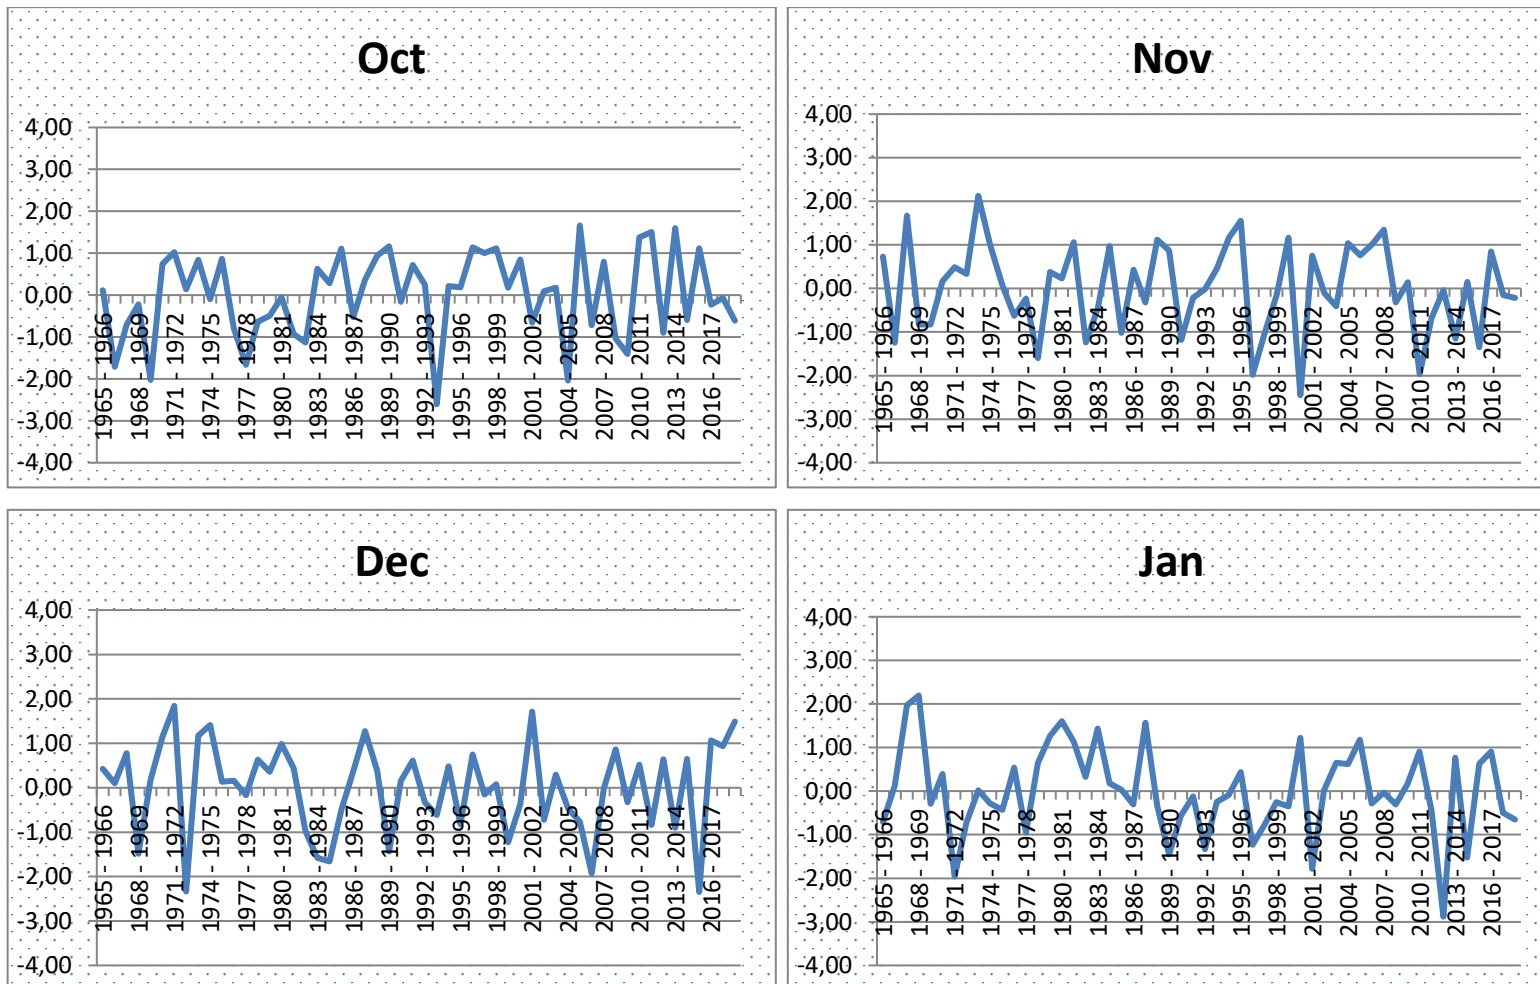 Oct
4,00
3,00
2,00
1,00
0,00
-1,00
-2,00
-3,00
-4,00
1965 - 1966
1968 - 1969
1971 - 1972
1974 - 1975
1977 - 1978
1980 - 1981
1983 - 1984
1986 - 1987
1989 - 1990
1992 - 1993
1995 - 1996
1998 - 1999
2001 - 2002
2004 - 2005
2007 - 2008
2010 - 2011
2013 - 2014
2016 - 2017
Nov
4,00
3,00
2,00
1,00
0,00
-1,00
-2,00
-3,00
-4,00
1965 - 1966
1968 - 1969
1971 - 1972
1974 - 1975
1977 - 1978
1980 - 1981
1983 - 1984
1986 - 1987
1989 - 1990
1992 - 1993
1995 - 1996
1998 - 1999
2001 - 2002
2004 - 2005
2007 - 2008
2010 - 2011
2013 - 2014
2016 - 2017
Dec
4,00
3,00
2,00
1,00
0,00
-1,00
-2,00
-3,00
-4,00
1965 - 1966
1968 - 1969
1971 - 1972
1974 - 1975
1977 - 1978
1980 - 1981
1983 - 1984
1986 - 1987
1989 - 1990
1992 - 1993
1995 - 1996
1998 - 1999
2001 - 2002
2004 - 2005
2007 - 2008
2010 - 2011
2013 - 2014
2016 - 2017
Jan
4,00
3,00
2,00
1,00
0,00
-1,00
-2,00
-3,00
-4,00
1965 - 1966
1968 - 1969
1971 - 1972
1974 - 1975
1977 - 1978
1980 - 1981
1983 - 1984
1986 - 1987
1989 - 1990
1992 - 1993
1995 - 1996
1998 - 1999
2001 - 2002
2004 - 2005
2007 - 2008
2010 - 2011
2013 - 2014
2016 - 2017